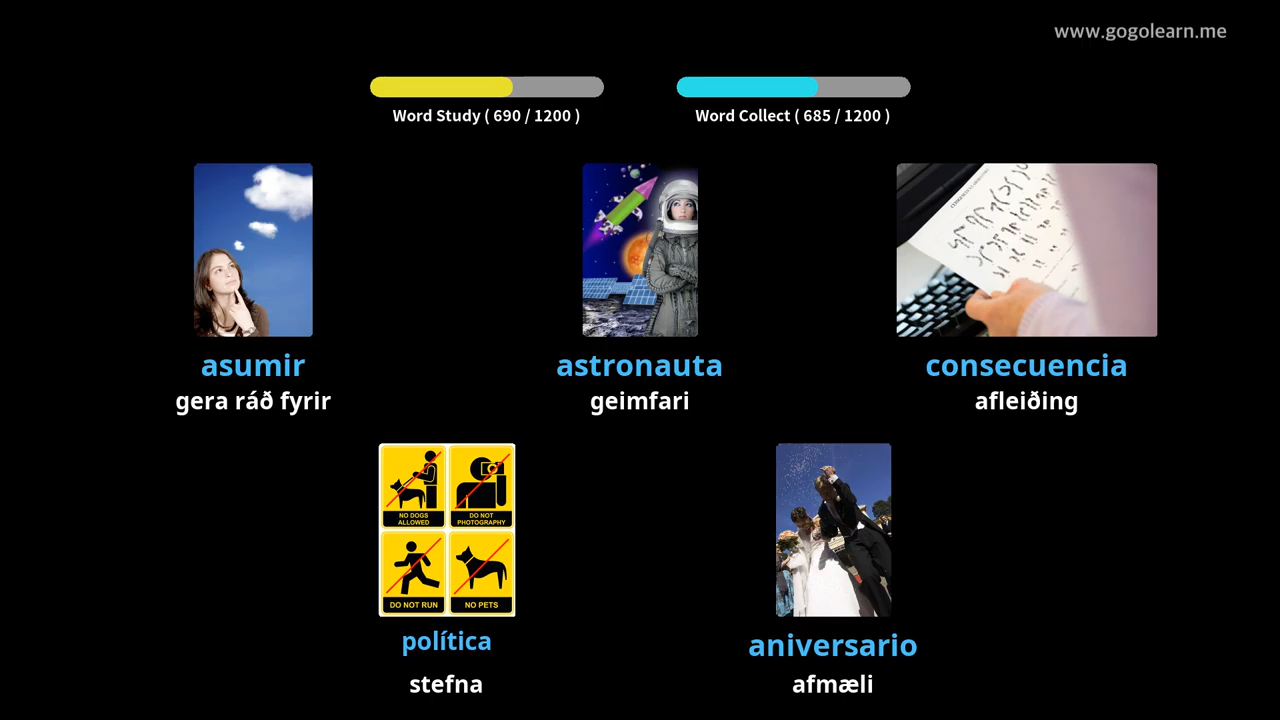 www.gogolearn.me
Word Study ( 690 / 1200 )
Word Collect ( 685 / 1200 )
asumir
gera ráð fyrir
astronauta
geimfari
consecuencia
afleiðing
NO DOGS
ALLOWED
DO NOT
PHOTOGRAPHY
DO NOT RUN
NO PETS
política
stefna
aniversario
afmæli